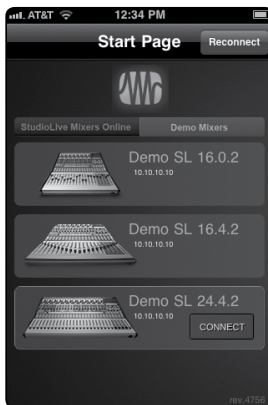 AT&T 12:34 PM
Start Page
Reconnect
StudioLive Mixers Online
Demo Mixers
Demo SL 16.0.2
10.10.10.10
Demo SL 16.4.2
10.10.10.10
Demo SL 24.4.2
10.10.10.10
CONNECT
rev.4756